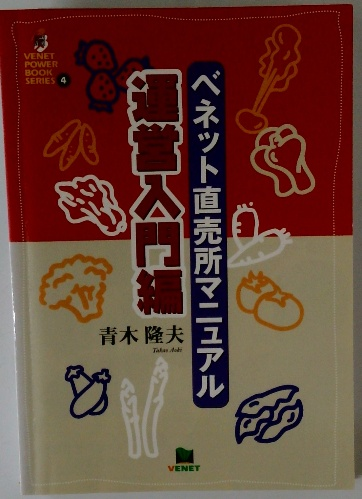 VENET
POWER
BOOK
SERIES 4
ベネット直売所マニュアル
運営入門編
青木 隆夫
Takao Aoki
VENET